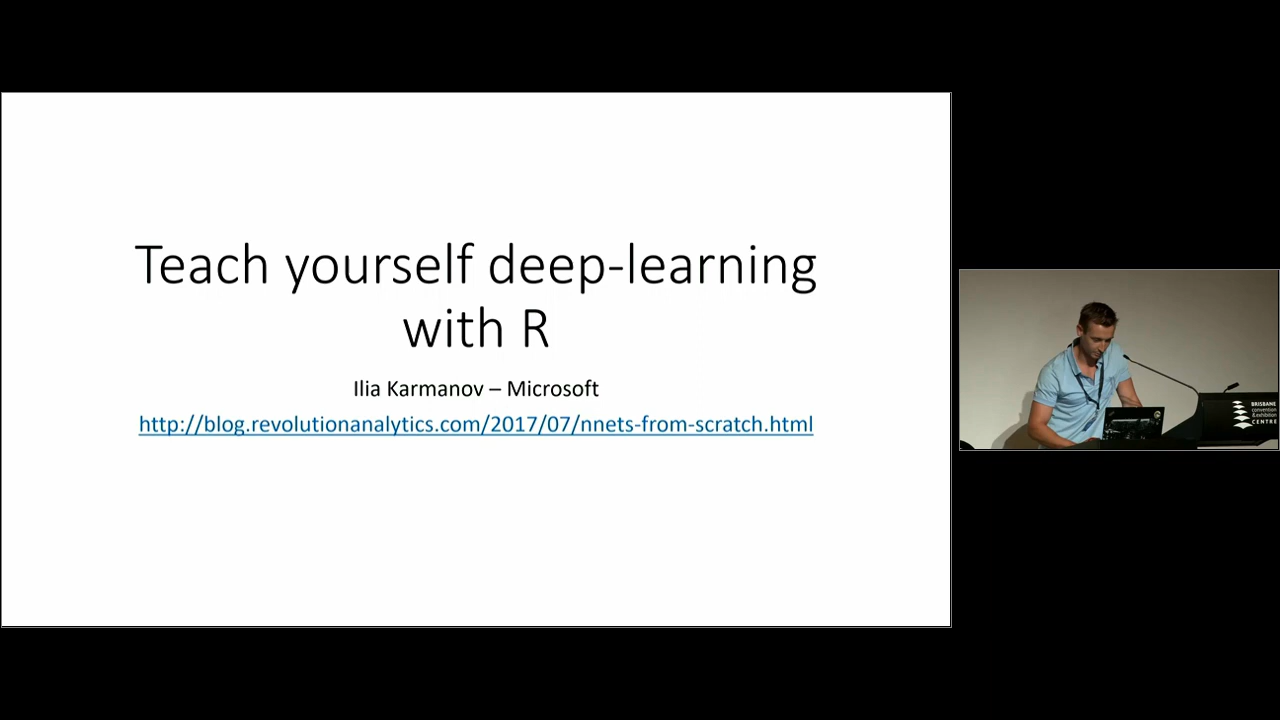 Teach yourself deep-learning
with R
Ilia Karmanov – Microsoft
http://blog.revolutionanalytics.com/2017/07/nnets-from-scratch.html
BRISBANE
convention
& exhibition
CENTRE